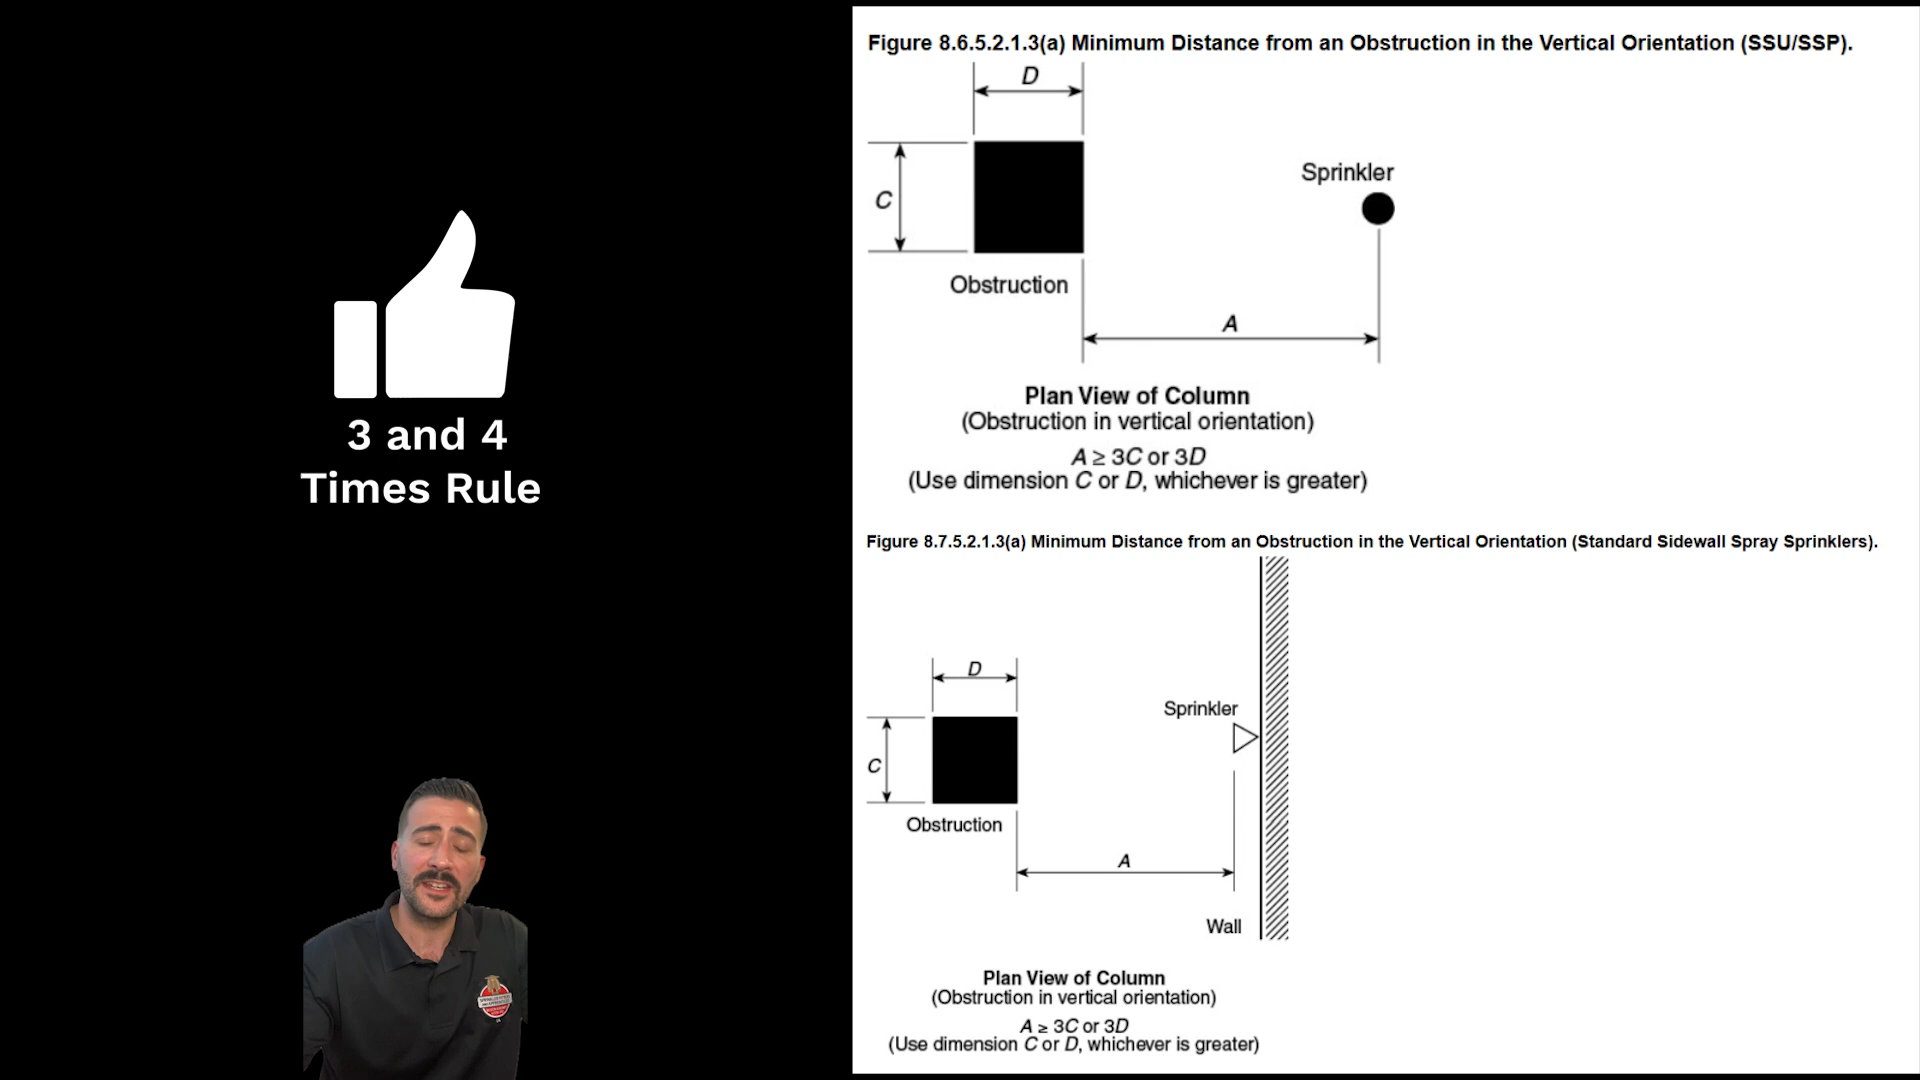 3 and 4
Times Rule
Figure 8.6.5.2.1.3(a) Minimum Distance from an Obstruction in the Vertical Orientation (SSU/SSP).
D
C
Sprinkler
Obstruction
A
Plan View of Column
(Obstruction in vertical orientation)
A ≥ 3C or 3D
(Use dimension C or D, whichever is greater)
Figure 8.7.5.2.1.3(a) Minimum Distance from an Obstruction in the Vertical Orientation (Standard Sidewall Spray Sprinklers).
D
Sprinkler
C
Obstruction
A
Wall
Plan View of Column
(Obstruction in vertical orientation)
A ≥ 3C or 3D
(Use dimension C or D, whichever is greater)